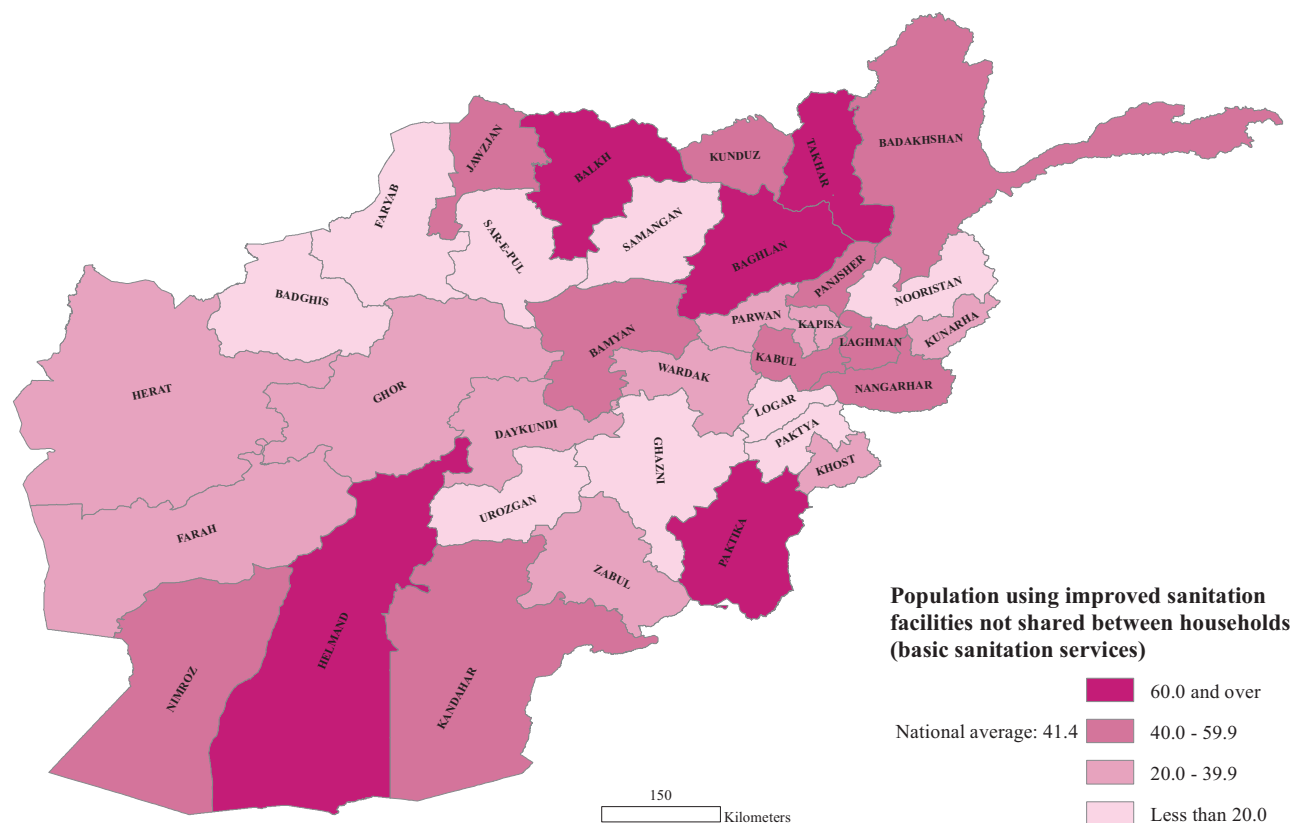 BADAKHSHAN
TAKHAR
KUNDUZ
BALKH
JAWZJAN
FARYAB
SAR-E-PUL
SAMANGAN
BAGHLAN
PANJSHER
NOORISTAN
BADGHIS
BAMYAN
PARWAN
KAPISA
KUNARHA
LAGHMAN
KABUL
NANGARHAR
WARDAK
HERAT
GHOR
DAYKUNDI
LOGAR
PAKTYA
KHOST
GHAZNI
UROZGAN
PAKTIKA
FARAH
ZABUL
HELMAND
NIMROZ
KANDAHAR
Population using improved sanitation
facilities not shared between households
(basic sanitation services)
60.0 and over
National average: 41.4
40.0 - 59.9
20.0 - 39.9
Less than 20.0
150
Kilometers